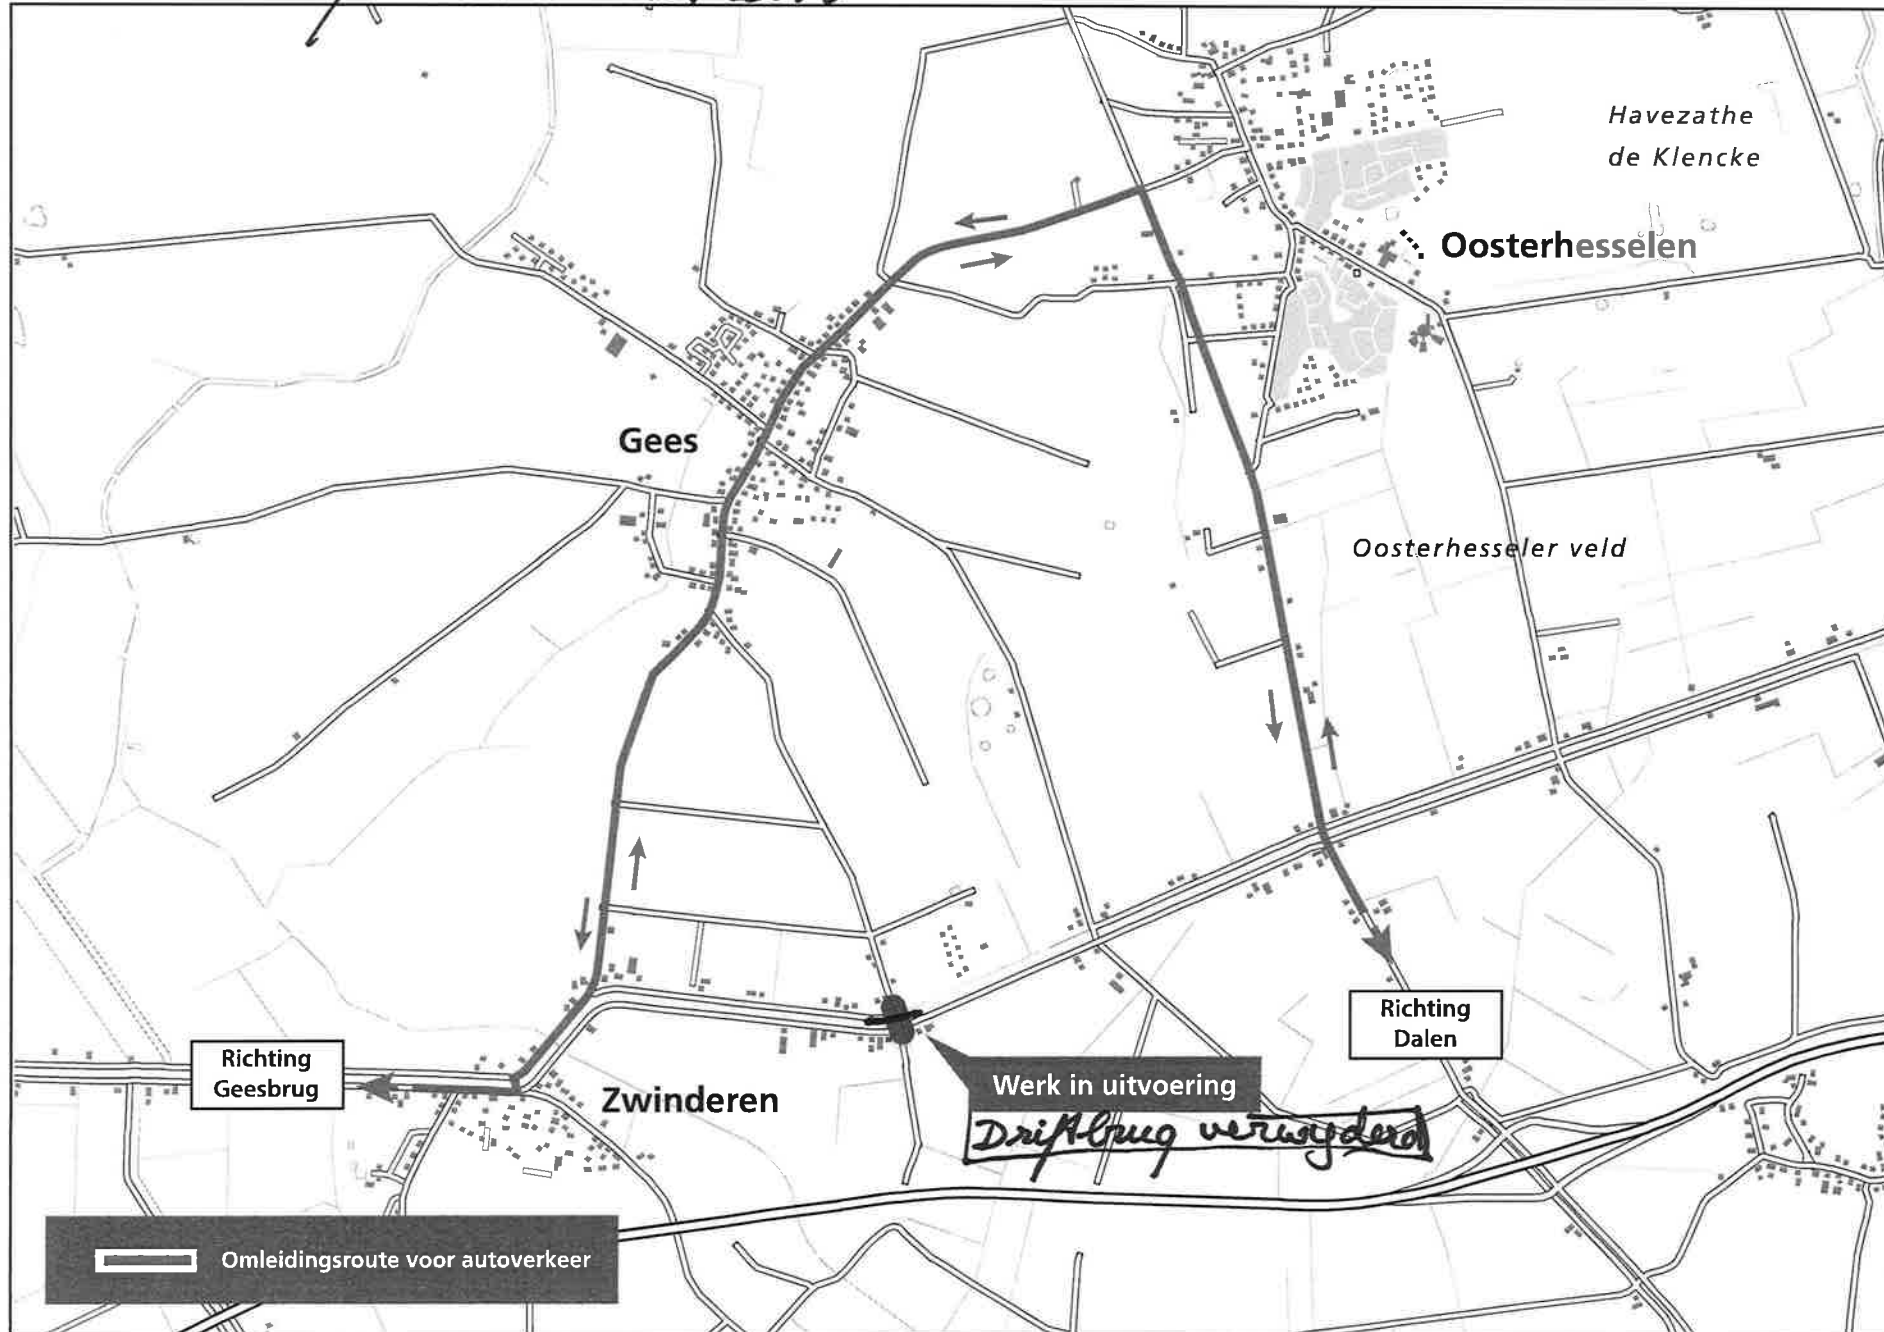 Havezathe
de Klencke
Oosterhesselen
Gees
Oosterhesseler veld
Richting
Dalen
Richting
Geesbrug
Werk in uitvoering
Zwinderen
Driftbrug verwyderd
Omleidingsroute voor autoverkeer